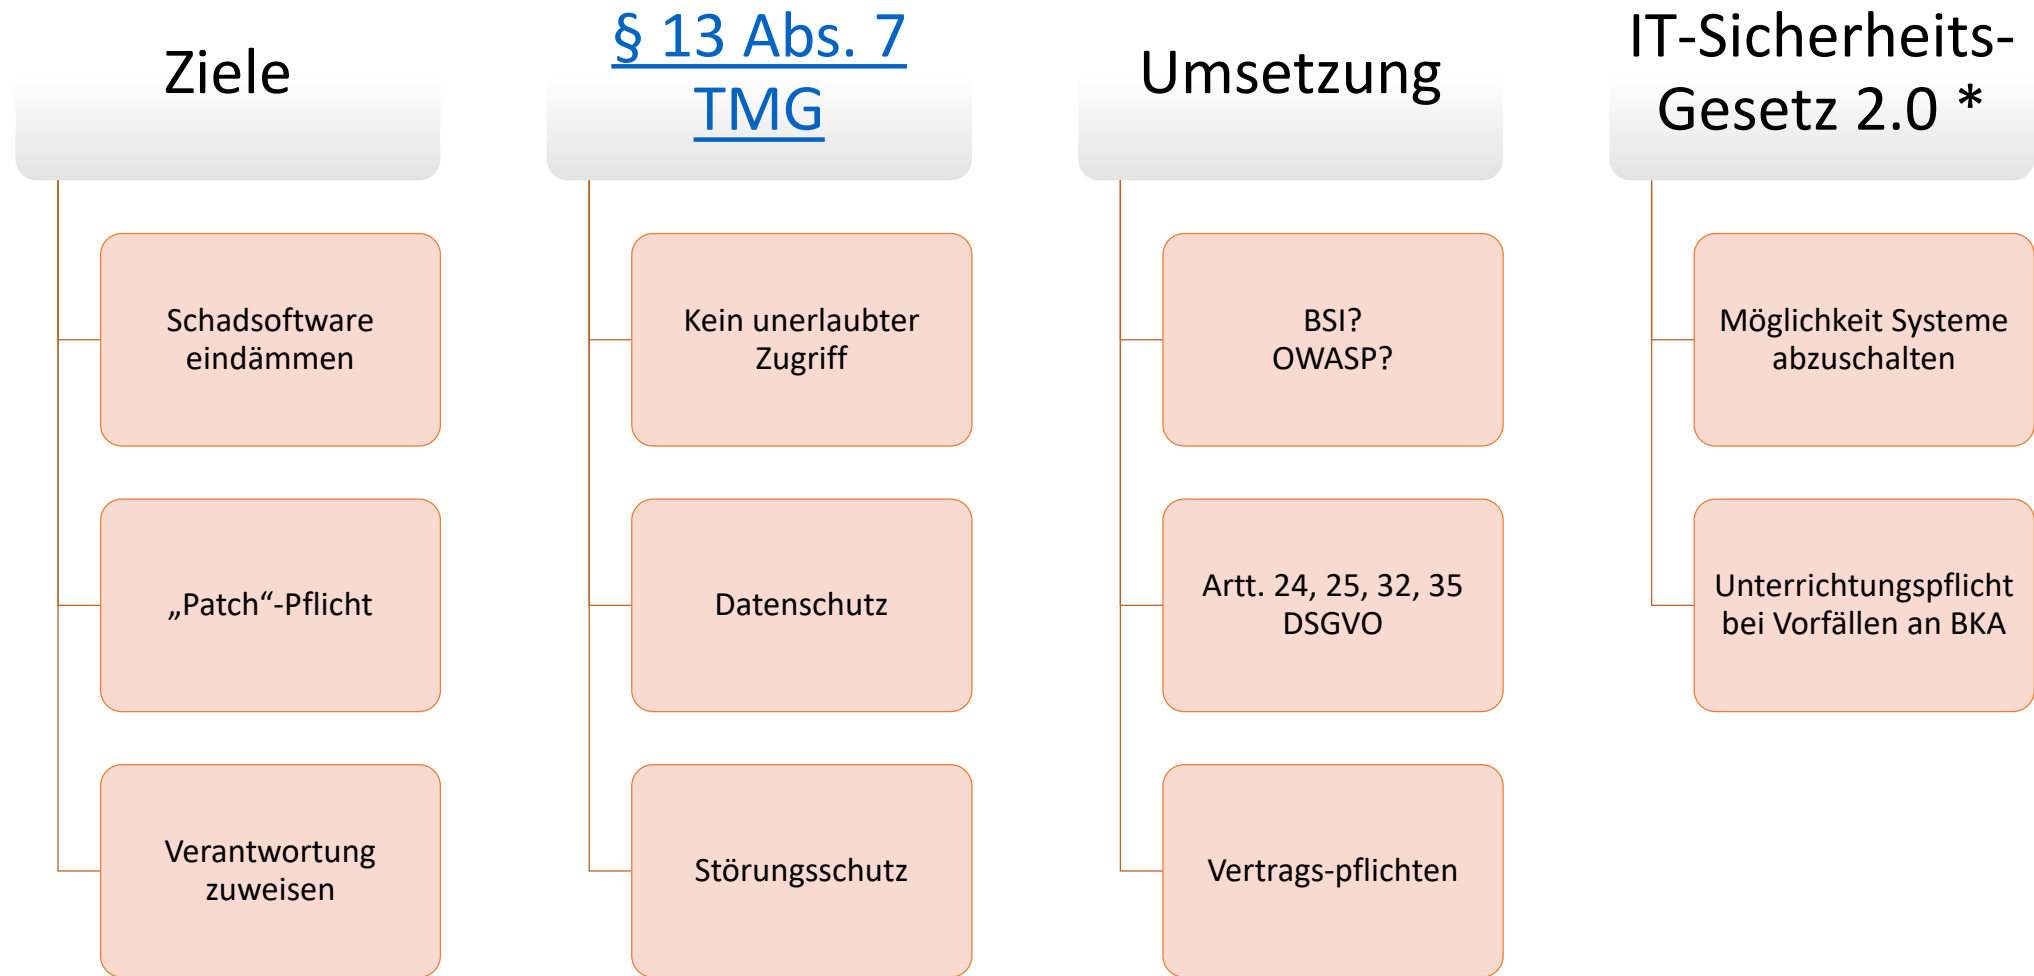 Ziele
Schadsoftware
eindämmen
„Patch“-Pflicht
Verantwortung
zuweisen
§ 13 Abs. 7
TMG
Kein unerlaubter
Zugriff
Datenschutz
Störungsschutz
Umsetzung
BSI?
OWASP?
Artt. 24, 25, 32, 35
DSGVO
Vertrags-pflichten
IT-Sicherheits-
Gesetz 2.0 *
Möglichkeit Systeme
abzuschalten
Unterrichtungspflicht
bei Vorfällen an BKA